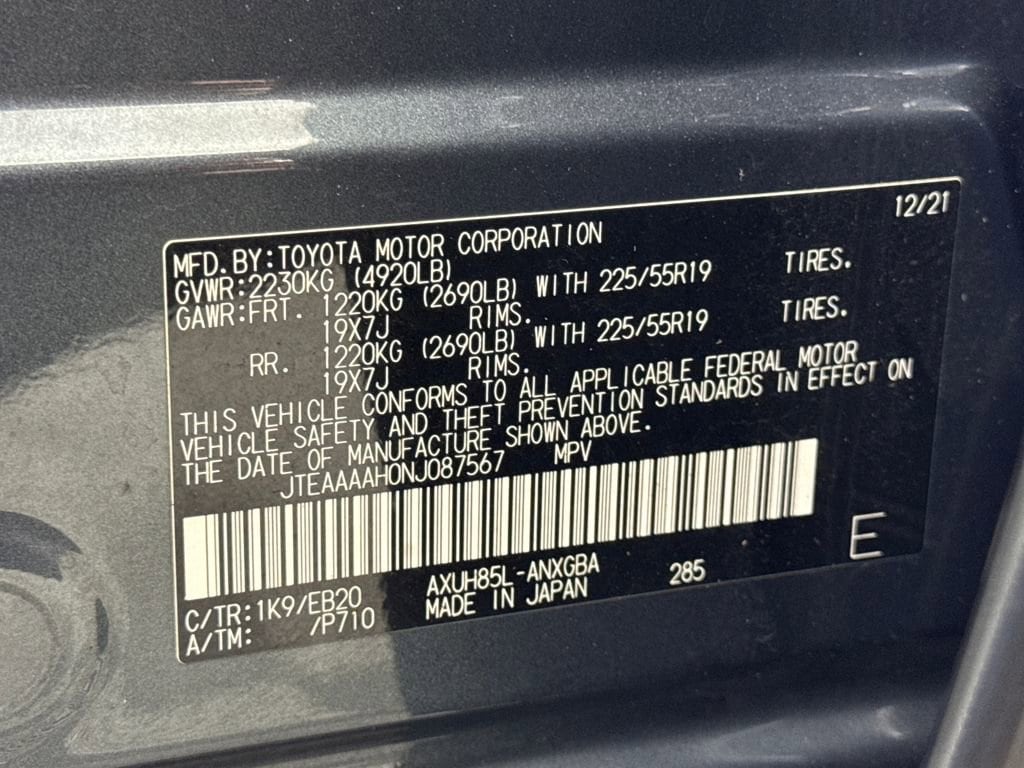 12/21
MFD.BY:TOYOTA MOTOR CORPORATION
GVWR:2230KG (4920LB)
GAWR:FRT. 1220KG (2690LB) WITH 225/55R19 TIRES.
19X7J RIMS.
RR. 1220KG (2690LB) WITH 225/55R19 TIRES.
19X7J RIMS.
THIS VEHICLE CONFORMS TO ALL APPLICABLE FEDERAL MOTOR
VEHICLE SAFETY AND THEFT PREVENTION STANDARDS IN EFFECT ON
THE DATE OF MANUFACTURE SHOWN ABOVE.
JTEAAAAH0NJ087567 MPV
E
C/TR:1K9/EB20 AXUH85L-ANXGBA 285
A/TM: /P710 MADE IN JAPAN